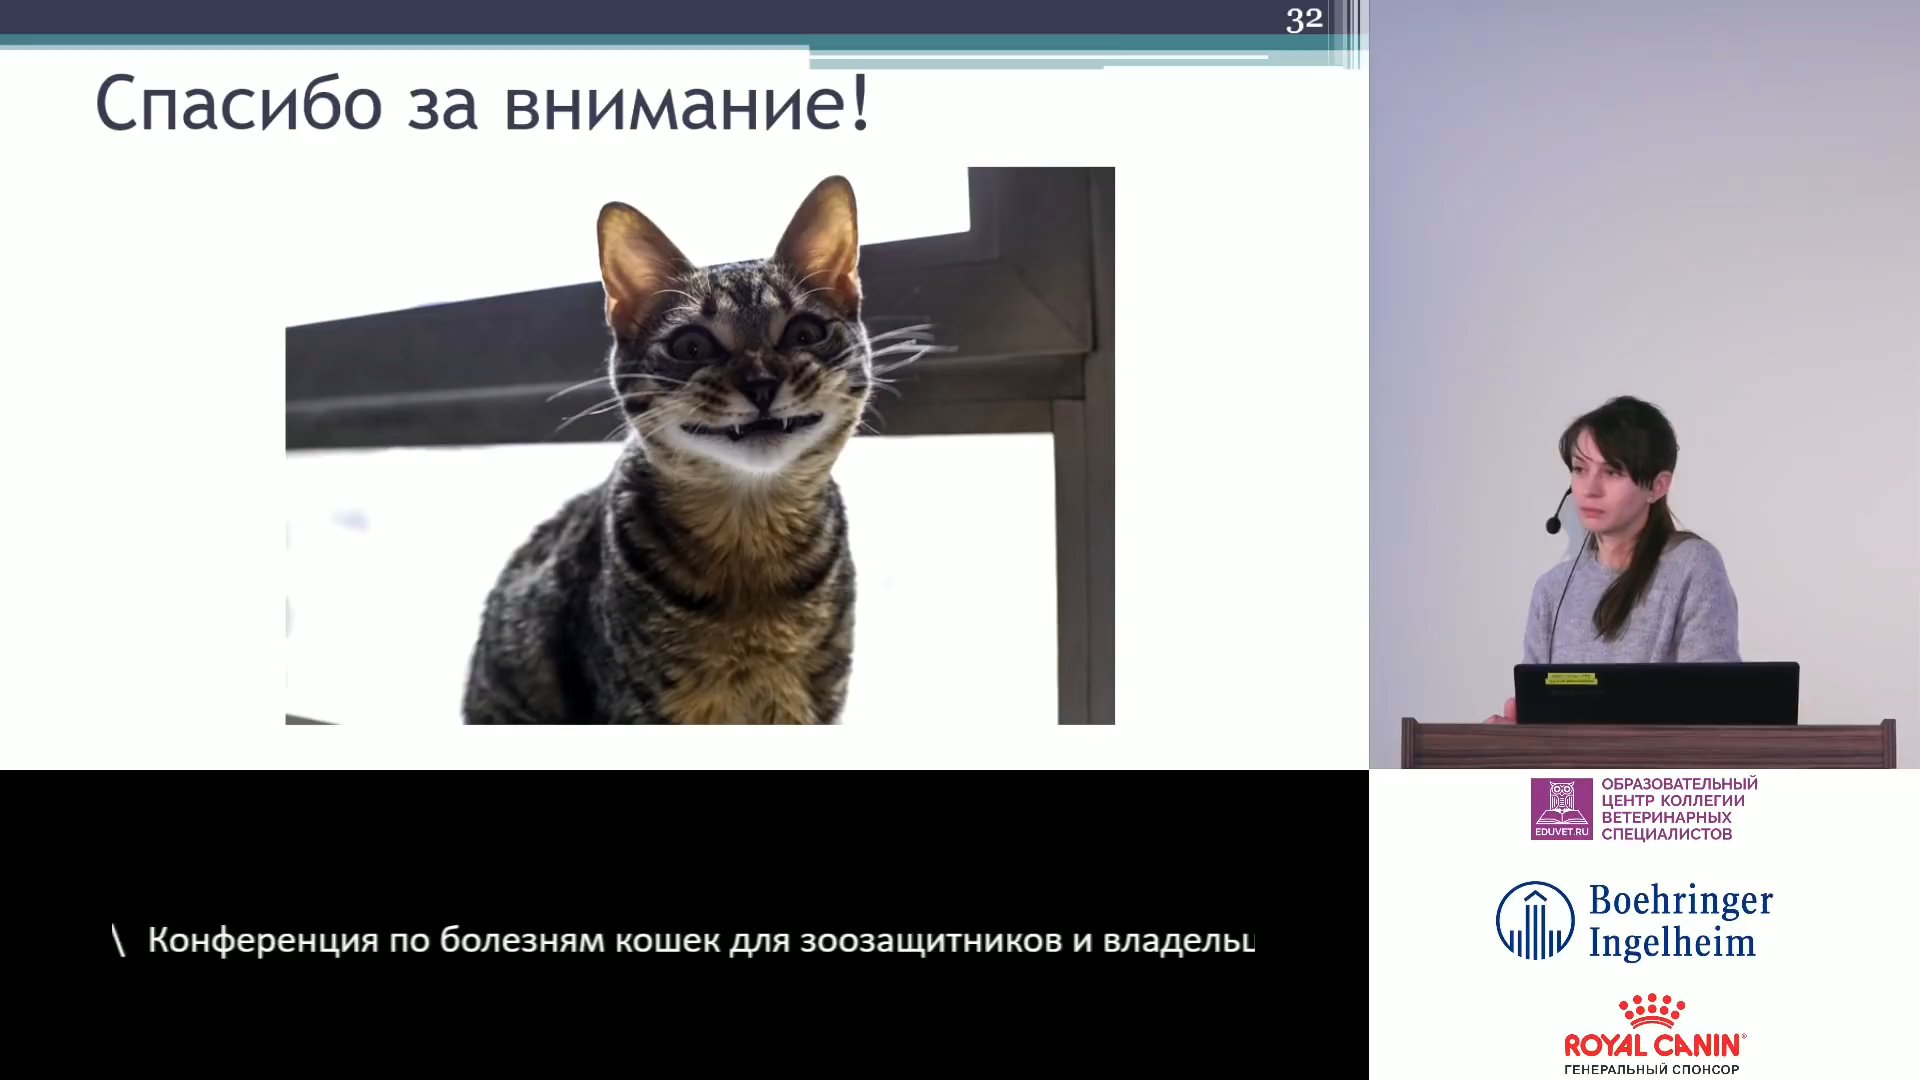 32
Спасибо за внимание!
\ Конференция по болезням кошек для зоозащитников и владельц
ОБРАЗОВАТЕЛЬНЫЙ
ЦЕНТР КОЛЛЕГИИ
ВЕТЕРИНАРНЫХ
СПЕЦИАЛИСТОВ
EDUVET.RU
Boehringer
Ingelheim
ROYAL CANIN
ГЕНЕРАЛЬНЫЙ СПОНСОР